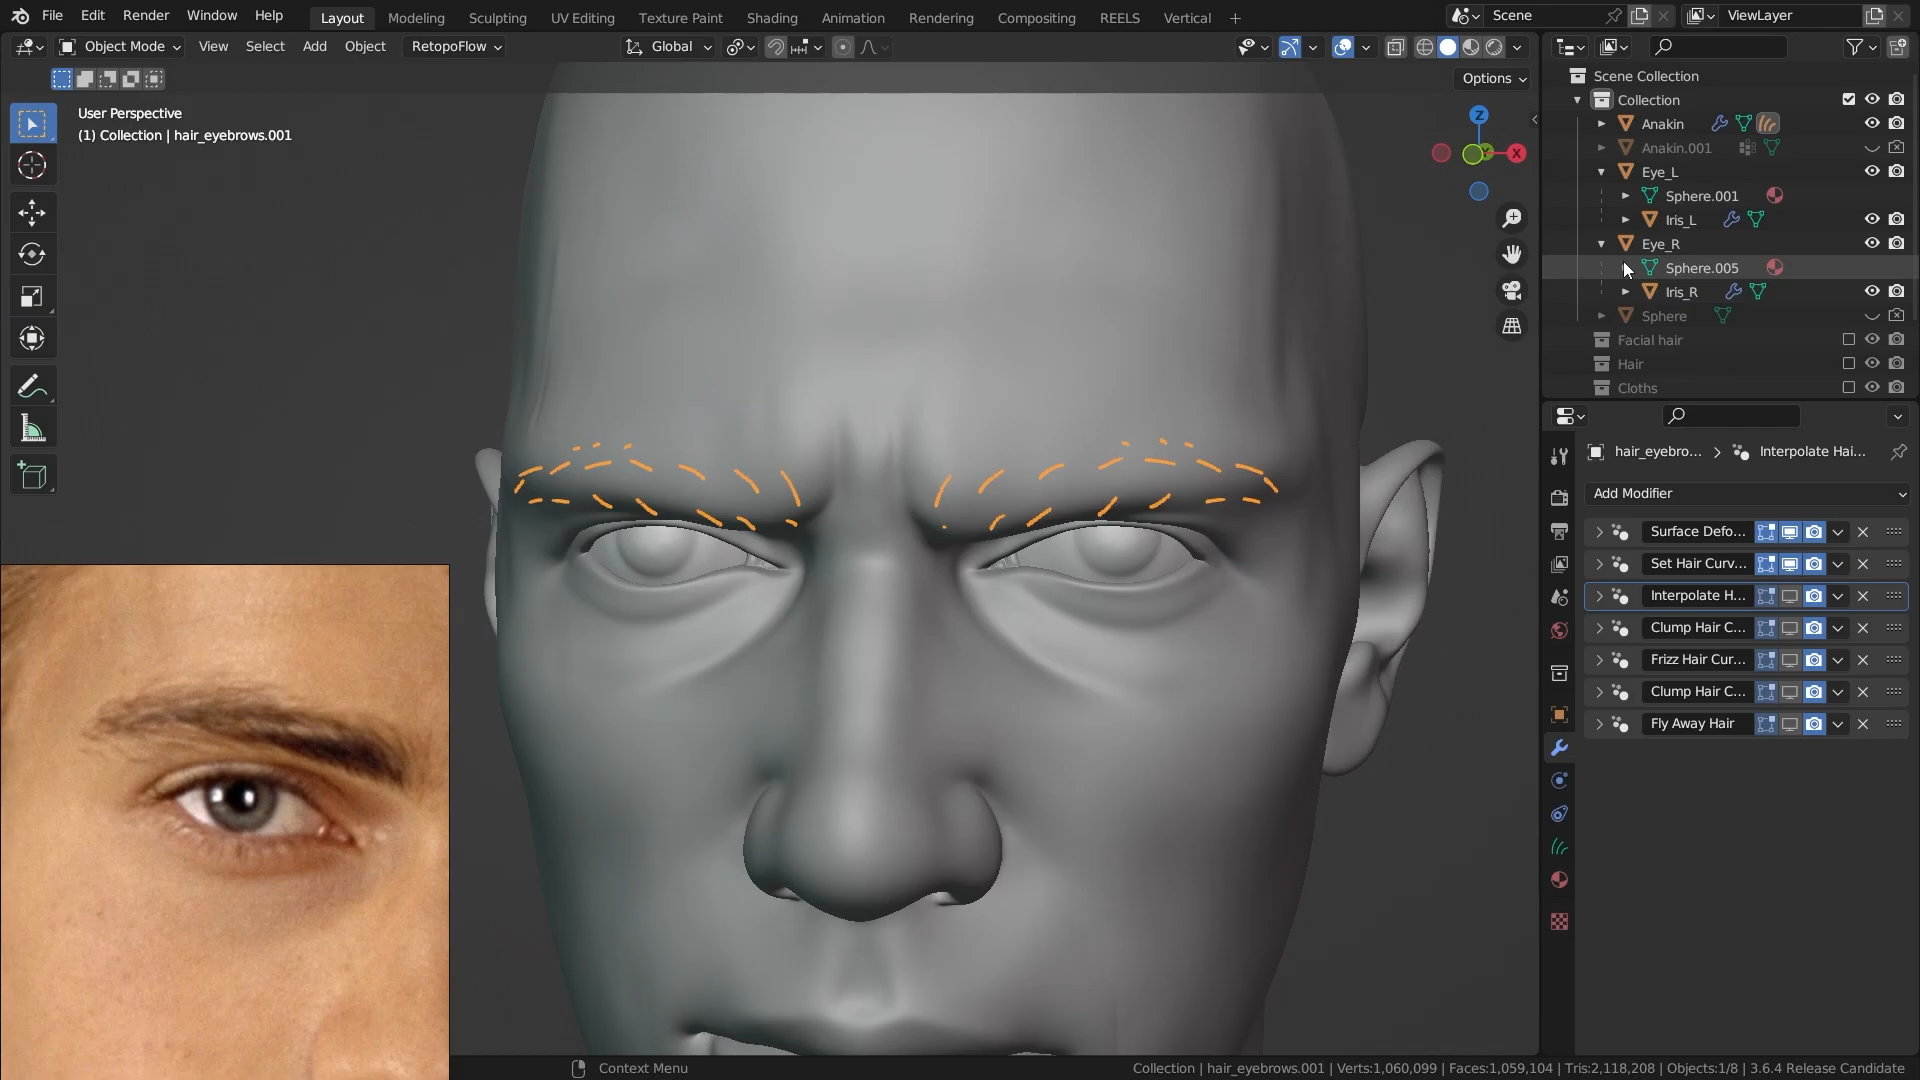 File Edit Render Window Help Layout Modeling Sculpting UV Editing Texture Paint Shading Animation Rendering Compositing REELS Vertical + Scene ViewLayer
Object Mode View Select Add Object RetopoFlow Global
Options
User Perspective
(1) Collection | hair_eyebrows.001
Z
X
Scene Collection
Collection
Anakin
Anakin.001
Eye_L
Sphere.001
Iris_L
Eye_R
Sphere.005
Iris_R
Sphere
Facial hair
Hair
Cloths
hair_eyebro... > Interpolate Hai...
Add Modifier
Surface Defo...
Set Hair Curv...
Interpolate H...
Clump Hair C...
Frizz Hair Cur...
Clump Hair C...
Fly Away Hair
Context Menu
Collection | hair_eyebrows.001 | Verts:1,060,099 | Faces:1,059,104 | Tris:2,118,208 | Objects:1/8 | 3.6.4 Release Candidate